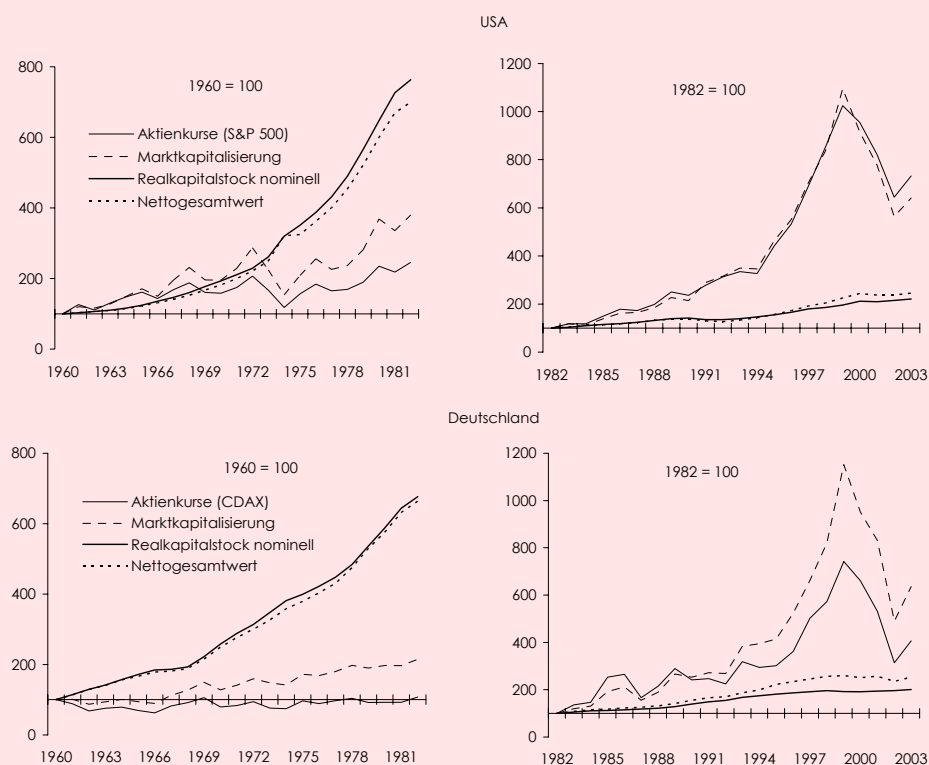 USA
800
600
400
200
0
1960 = 100
Aktienkurse (S&P 500)
Marktkapitalisierung
Realkapitalstock nominell
Nettogesamtwert
1960 1963 1966 1969 1972 1975 1978 1981
1200
1000
800
600
400
200
0
1982 = 100
1982 1985 1988 1991 1994 1997 2000 2003
Deutschland
800
600
400
200
0
1960 = 100
Aktienkurse (CDAX)
Marktkapitalisierung
Realkapitalstock nominell
Nettogesamtwert
1960 1963 1966 1969 1972 1975 1978 1981
1200
1000
800
600
400
200
0
1982 = 100
1982 1985 1988 1991 1994 1997 2000 2003